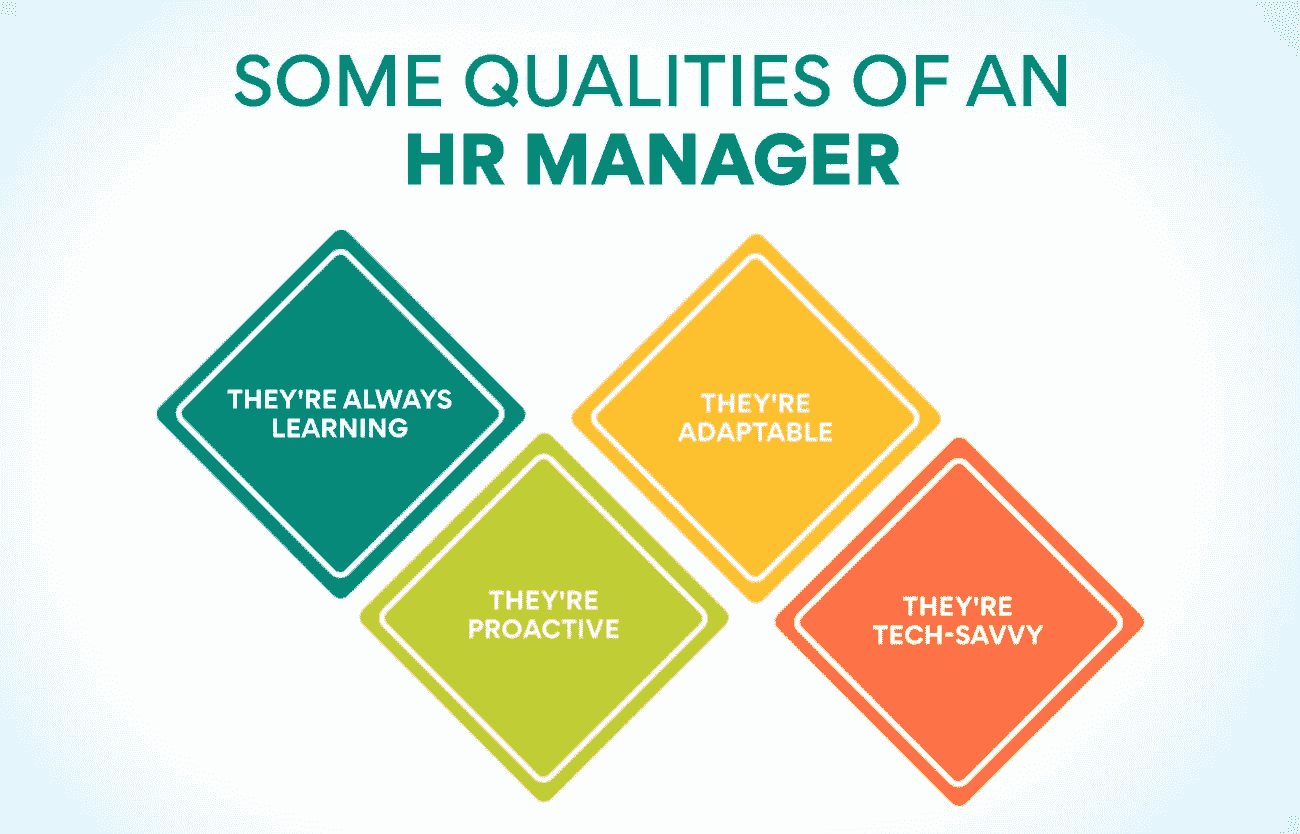 SOME QUALITIES OF AN
HR MANAGER
THEY'RE ALWAYS
LEARNING
THEY'RE
PROACTIVE
THEY'RE
ADAPTABLE
THEY'RE
TECH-SAVVY